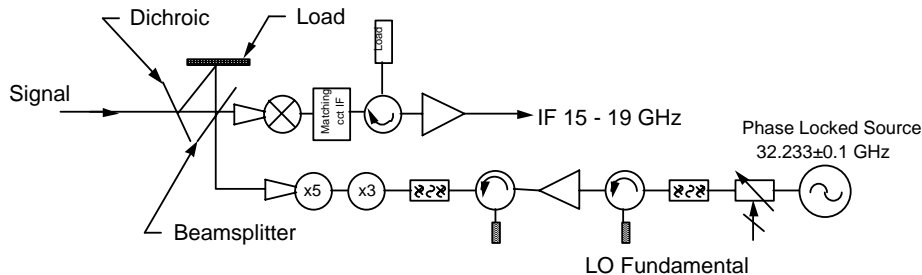 Dichroic
Load
Load
Signal
Matching
cct IF
IF 15 - 19 GHz
Phase Locked Source
32.233±0.1 GHz
x5
x3
Beamsplitter
LO Fundamental